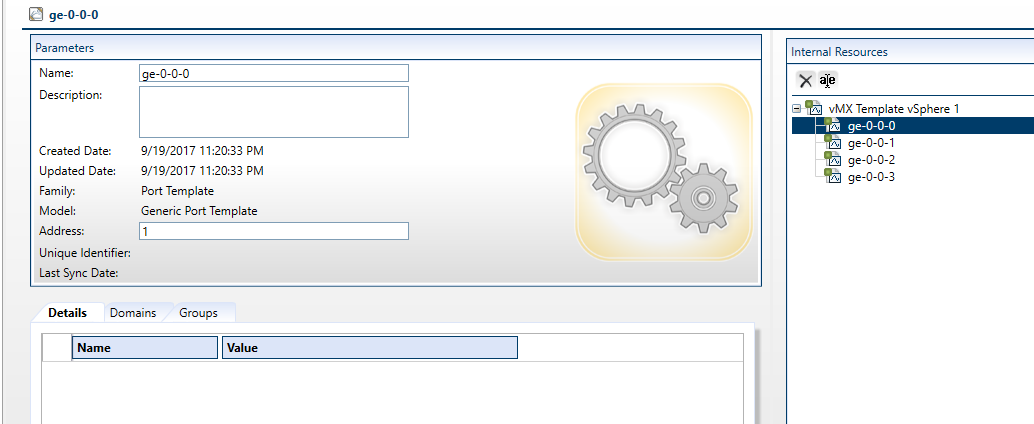 ge-0-0-0
Parameters
Name: ge-0-0-0
Description:
Created Date: 9/19/2017 11:20:33 PM
Updated Date: 9/19/2017 11:20:33 PM
Family: Port Template
Model: Generic Port Template
Address: 1
Unique Identifier:
Last Sync Date:
Details Domains Groups
Name Value
Internal Resources
vMX Template vSphere 1
ge-0-0-0
ge-0-0-1
ge-0-0-2
ge-0-0-3